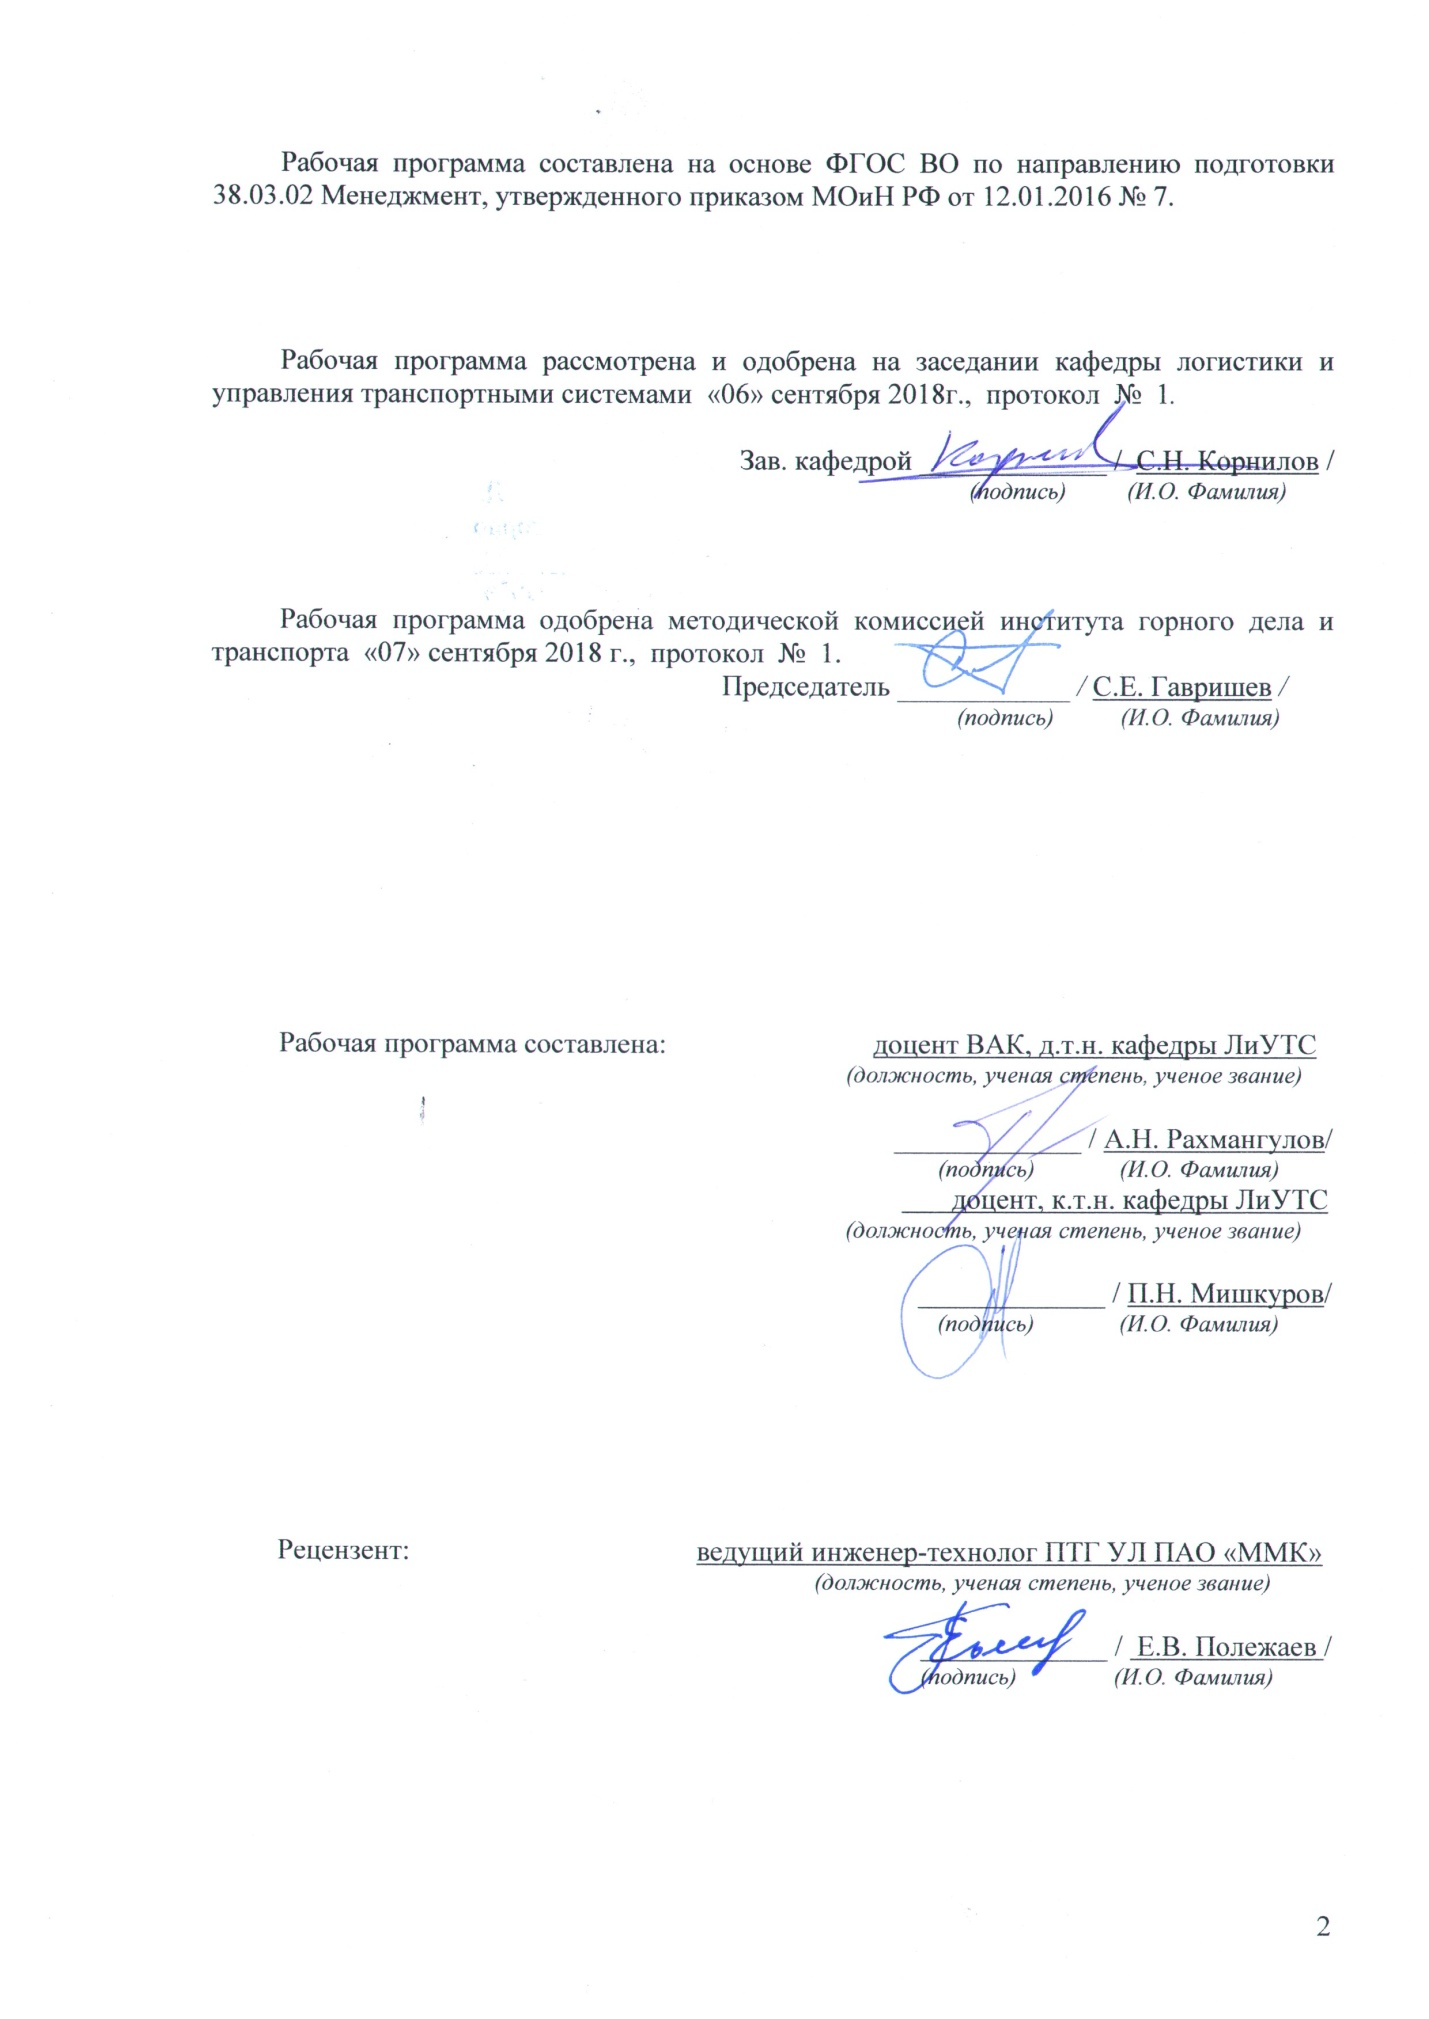 Рабочая программа составлена на основе ФГОС ВО по направлению подготовки
38.03.02 Менеджмент, утвержденного приказом МОиН РФ от 12.01.2016 № 7.
Рабочая программа рассмотрена и одобрена на заседании кафедры логистики и
управления транспортными системами «06» сентября 2018г., протокол № 1.
Зав. кафедрой _____________ / С.Н. Корнилов /
(подпись) (И.О. Фамилия)
Рабочая программа одобрена методической комиссией института горного дела и
транспорта «07» сентября 2018 г., протокол № 1.
Председатель ____________ / С.Е. Гавришев /
(подпись) (И.О. Фамилия)
Рабочая программа составлена: доцент ВАК, д.т.н. кафедры ЛиУТС
(должность, ученая степень, ученое звание)
_____________ / А.Н. Рахмангулов/
(подпись) (И.О. Фамилия)
доцент, к.т.н. кафедры ЛиУТС
(должность, ученая степень, ученое звание)
_____________ / П.Н. Мишкуров/
(подпись) (И.О. Фамилия)
Рецензент: ведущий инженер-технолог ПТГ УЛ ПАО «ММК»
(должность, ученая степень, ученое звание)
_____________ / Е.В. Полежаев /
(подпись) (И.О. Фамилия)
2